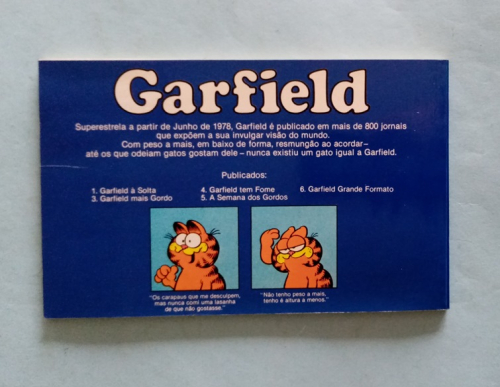 Garfield
Superestrela a partir de Junho de 1978, Garfield é publicado em mais de 800 jornais
que expõem a sua invulgar visão do mundo.
Com peso a mais, em baixo de forma, resmungão ao acordar–
até os que odeiam gatos gostam dele – nunca existiu um gato igual a Garfield.
Publicados:
1. Garfield à Solta
3. Garfield mais Gordo
4. Garfield tem Fome
5. A Semana dos Gordos
6. Garfield Grande Formato
"Os carapaus que me desculpem,
mas nunca comi uma lasanha
de que não gostasse."
"Não tenho peso a mais,
tenho é altura a menos."